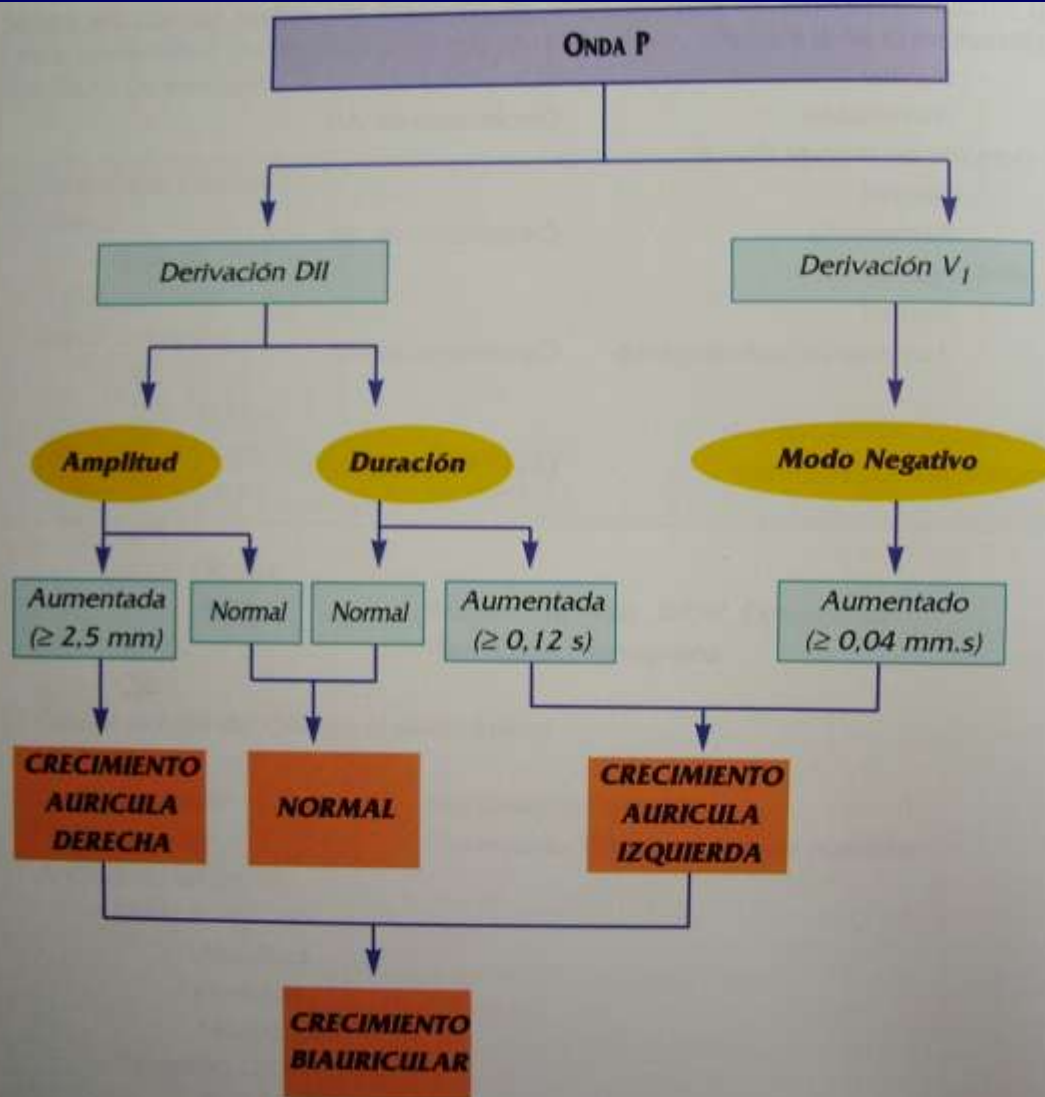 ONDA P
Derivación DII
Derivación V1
Amplitud
Duración
Modo Negativo
Aumentada
(≥ 2,5 mm)
Normal
Normal
Aumentada
(≥ 0,12 s)
Aumentado
(≥ 0,04 mm.s)
CRECIMIENTO
AURICULA
DERECHA
NORMAL
CRECIMIENTO
AURICULA
IZQUIERDA
CRECIMIENTO
BIAURICULAR